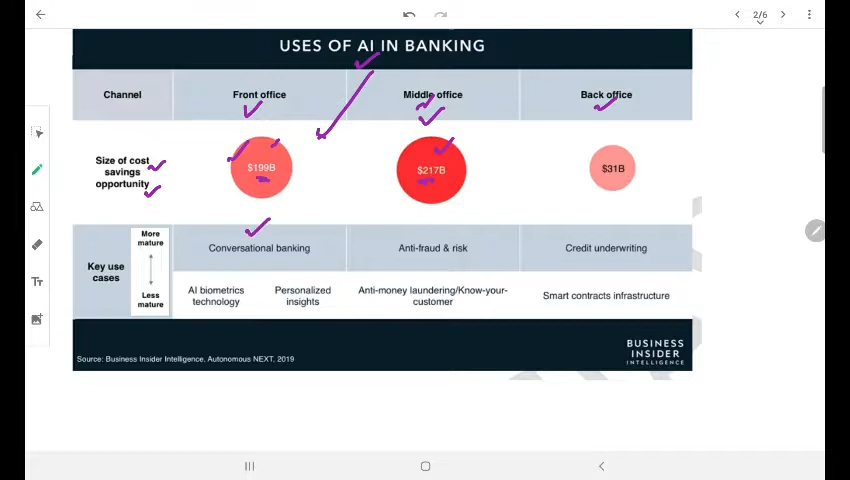 2/6
USES OF AI IN BANKING
Channel
Front office
Middle office
Back office
Size of cost
savings
opportunity
$199B
$217B
$31B
Key use
cases
More
mature
Less
mature
Conversational banking
Anti-fraud & risk
Credit underwriting
AI biometrics
technology
Personalized
insights
Anti-money laundering/Know-your-
customer
Smart contracts infrastructure
Source: Business Insider Intelligence, Autonomous NEXT, 2019
BUSINESS
INSIDER
INTELLIGENCE
Tт